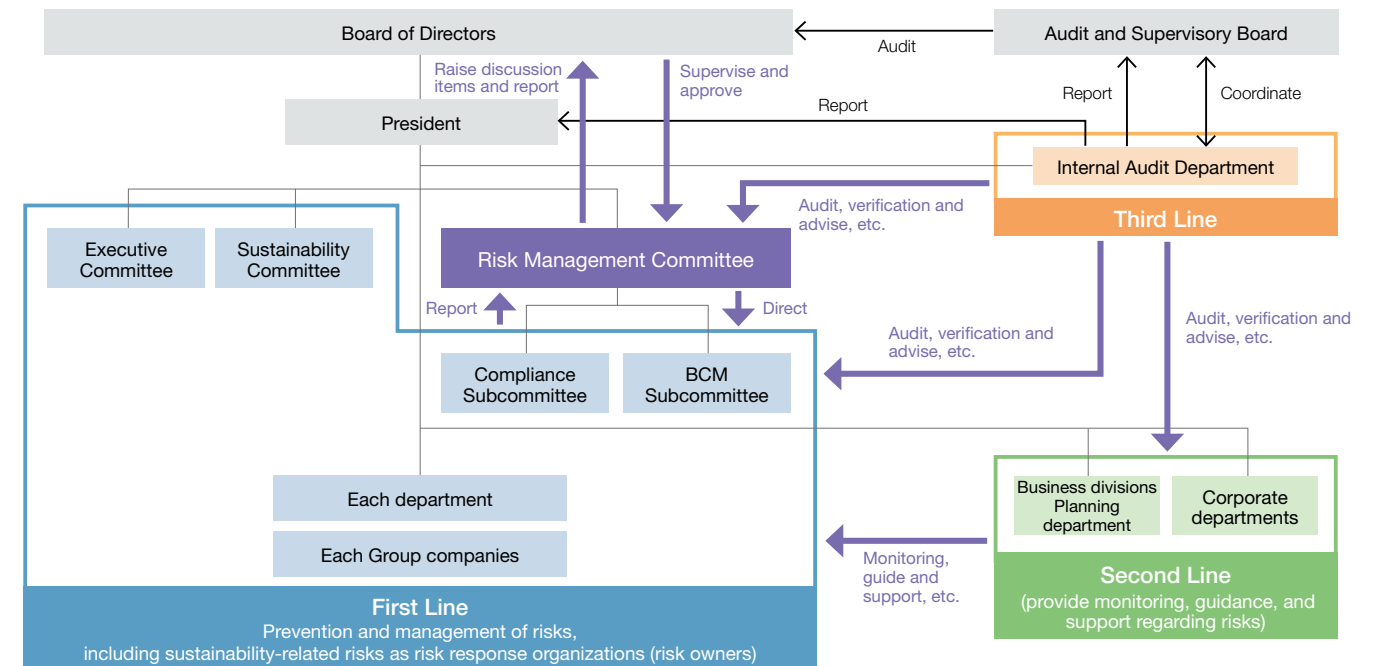 Board of Directors
Audit and Supervisory Board
Audit
Raise discussion
items and report
Supervise and
approve
Report
Report
Coordinate
President
Internal Audit Department
Third Line
Audit, verification and
advise, etc.
Executive
Committee
Sustainability
Committee
Risk Management Committee
Report
Direct
Audit, verification and
advise, etc.
Audit, verification and
advise, etc.
Compliance
Subcommittee
BCM
Subcommittee
Each department
Each Group companies
Business divisions
Planning
department
Corporate
departments
Monitoring,
guide and
support, etc.
Second Line
(provide monitoring, guidance, and
support regarding risks)
First Line
Prevention and management of risks,
including sustainability-related risks as risk response organizations (risk owners)